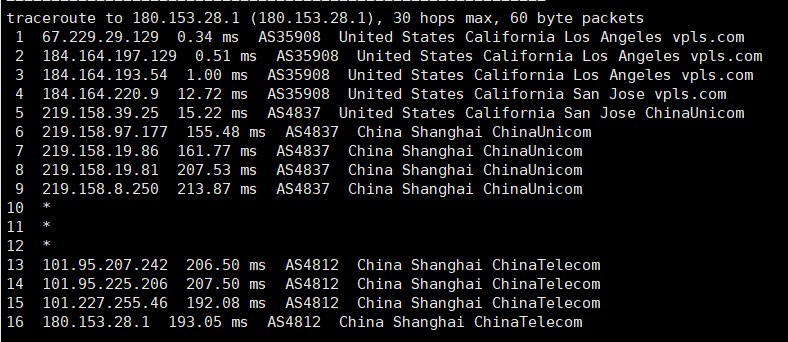 traceroute to 180.153.28.1 (180.153.28.1), 30 hops max, 60 byte packets
1 67.229.29.129 0.34 ms AS35908 United States California Los Angeles vpls.com
2 184.164.197.129 0.51 ms AS35908 United States California Los Angeles vpls.com
3 184.164.193.54 1.00 ms AS35908 United States California Los Angeles vpls.com
4 184.164.220.9 12.72 ms AS35908 United States California San Jose vpls.com
5 219.158.39.25 15.22 ms AS4837 United States California San Jose ChinaUnicom
6 219.158.97.177 155.48 ms AS4837 China Shanghai ChinaUnicom
7 219.158.19.86 161.77 ms AS4837 China Shanghai ChinaUnicom
8 219.158.19.81 207.53 ms AS4837 China Shanghai ChinaUnicom
9 219.158.8.250 213.87 ms AS4837 China Shanghai ChinaUnicom
10 *
11 *
12 *
13 101.95.207.242 206.50 ms AS4812 China Shanghai ChinaTelecom
14 101.95.225.206 207.50 ms AS4812 China Shanghai ChinaTelecom
15 101.227.255.46 192.08 ms AS4812 China Shanghai ChinaTelecom
16 180.153.28.1 193.05 ms AS4812 China Shanghai ChinaTelecom